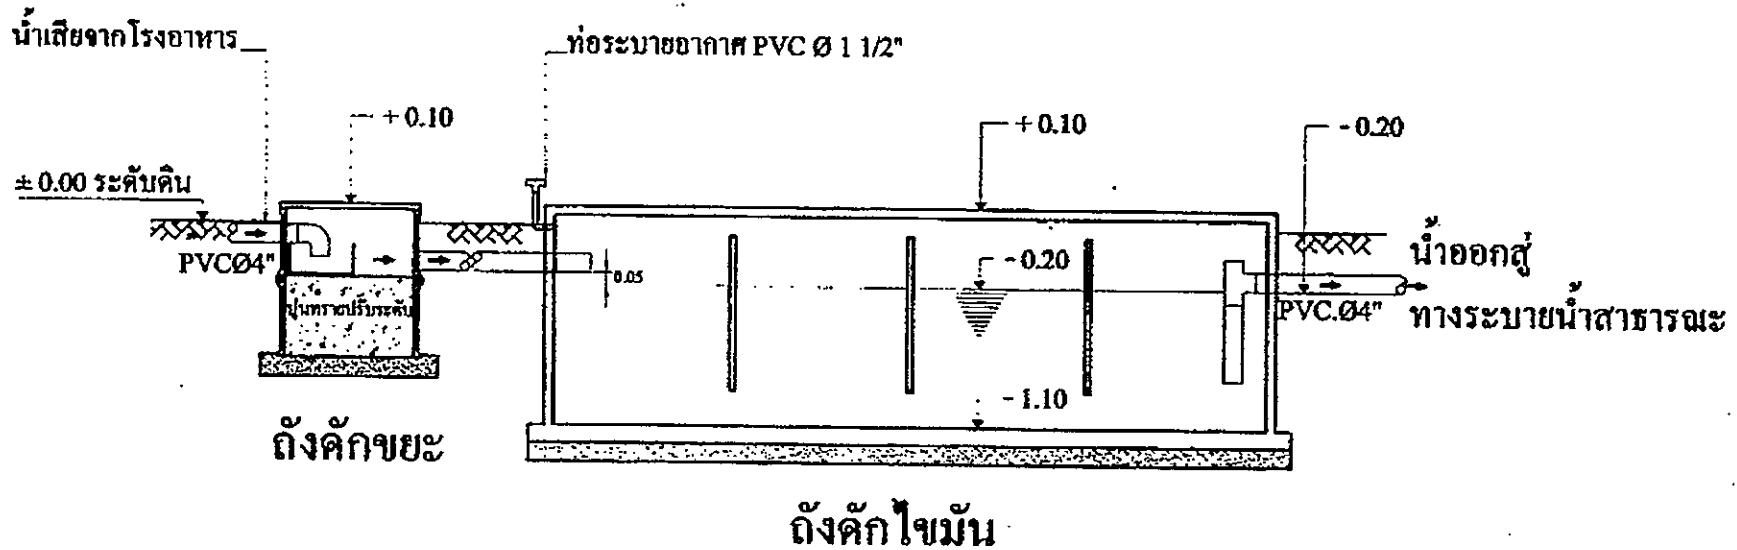 น้ำเสียจากโรงอาหาร
ท่อระบายอากาศ PVC Ø 1 1/2"
+ 0.10
+ 0.10
- 0.20
± 0.00 ระดับดิน
PVCØ4"
0.05
- 0.20
น้ำออกสู่
ทางระบายน้ำสาธารณะ
PVC.Ø4"
ปูนทรายปรับระดับ
- 1.10
ถังดักขยะ
ถังดักไขมัน